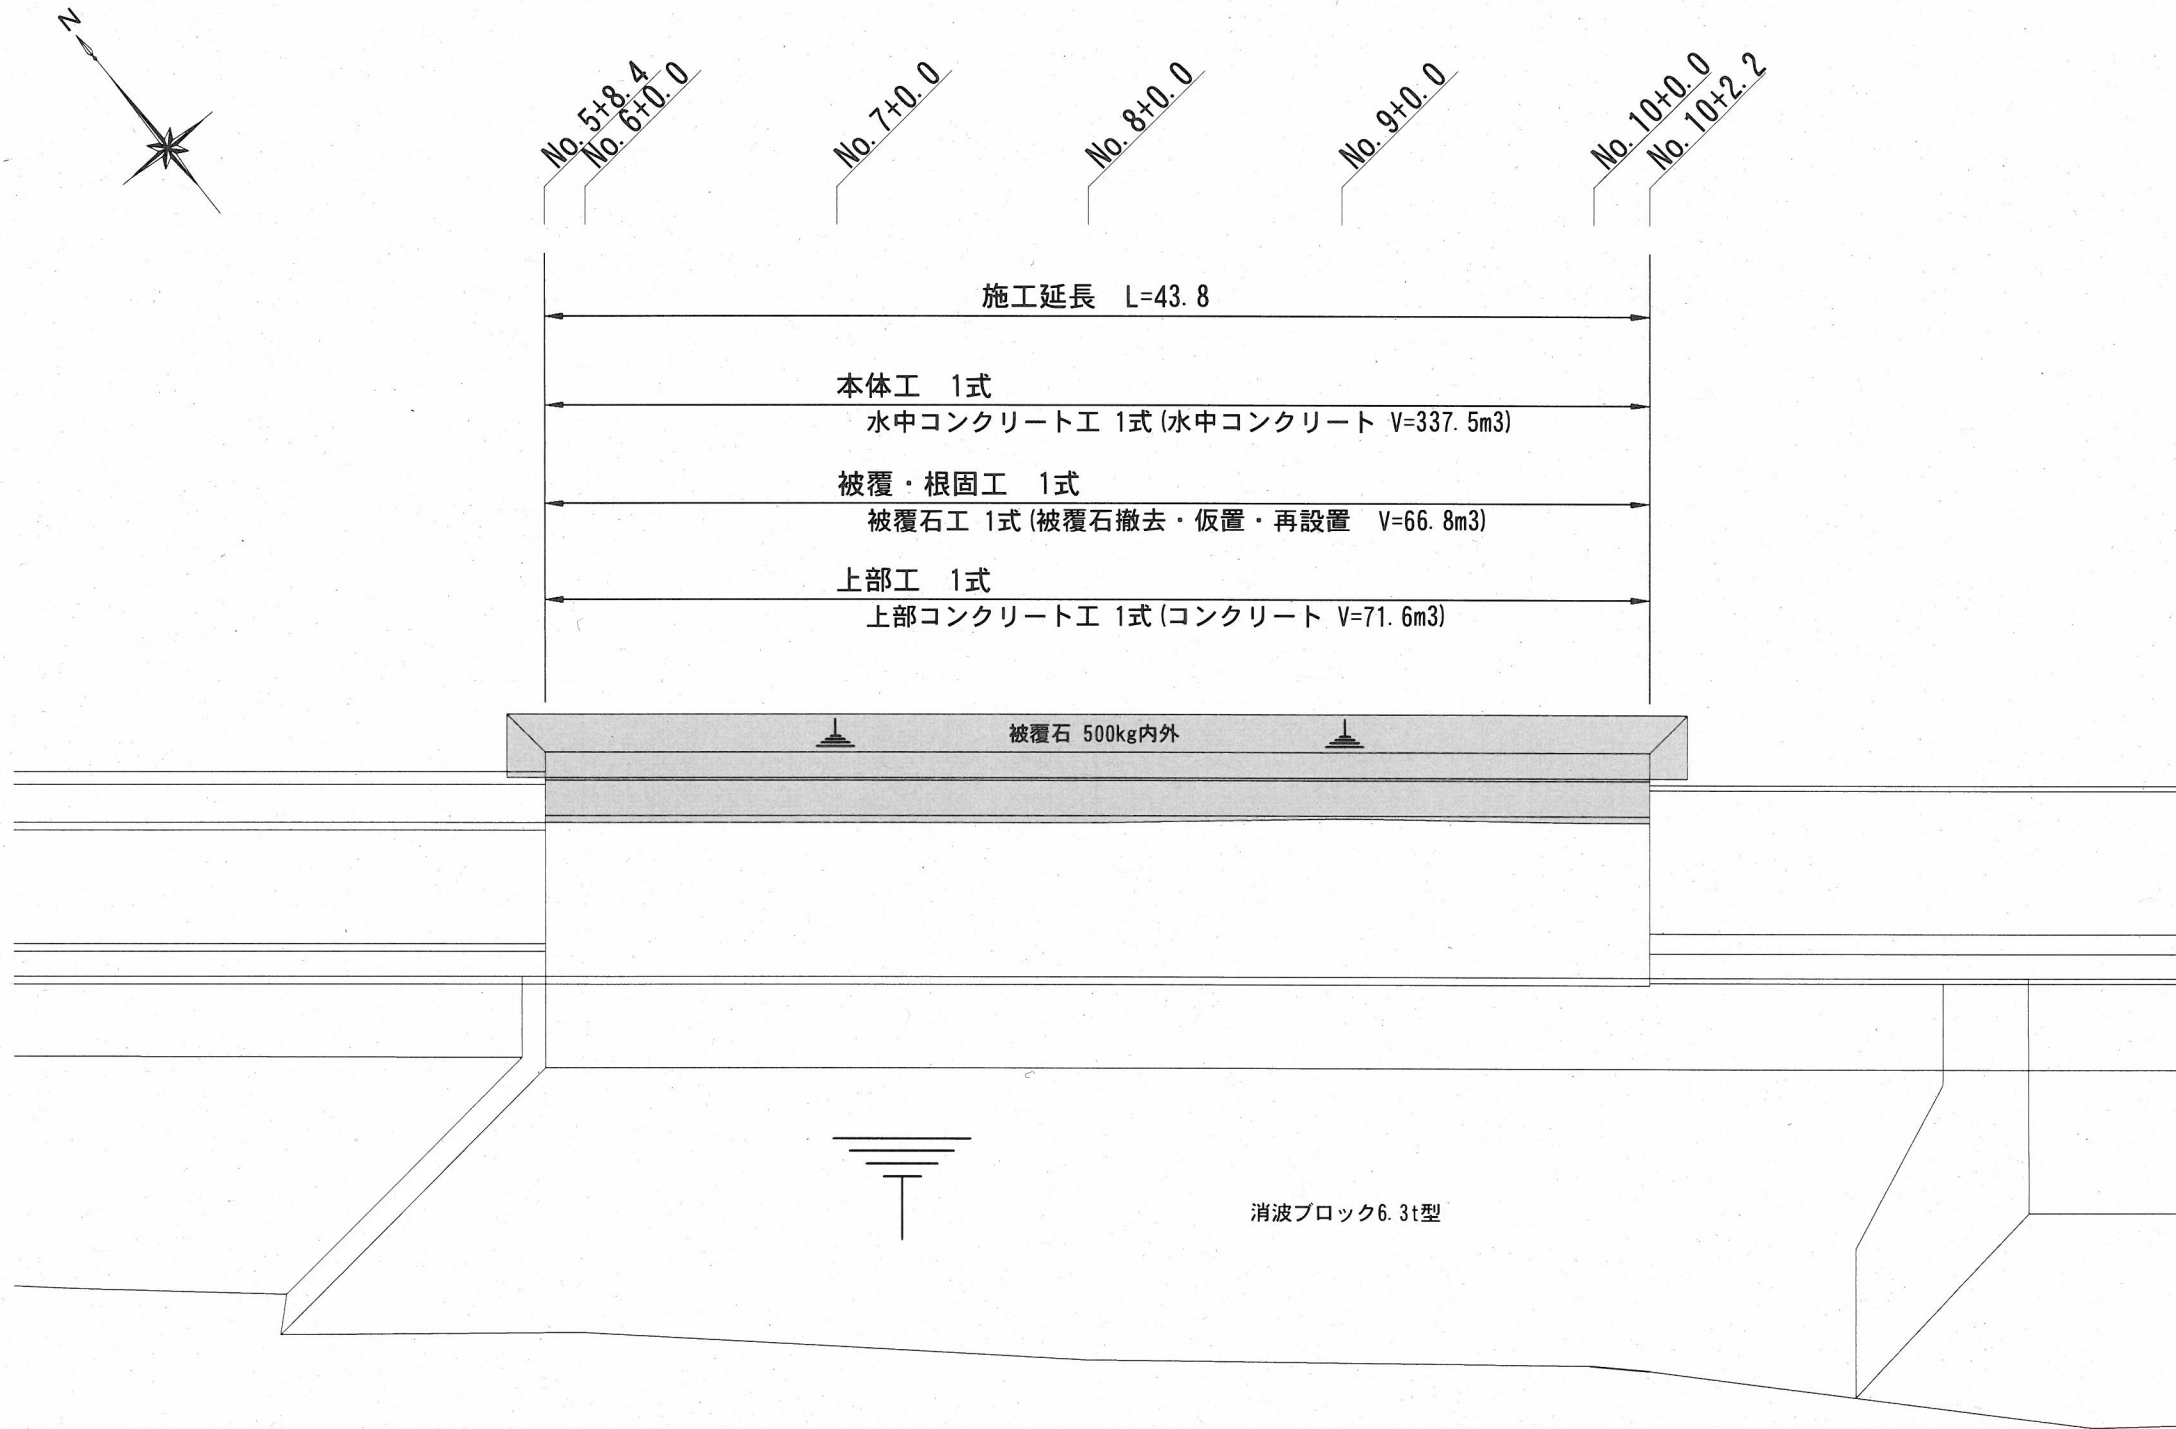 N
No. 5+8. 4
No. 6+0. 0
No. 7+0. 0
No. 8+0. 0
No. 9+0. 0
No. 10+0. 0
No. 10+2. 2
施工延長 L=43. 8
本体工 1式
水中コンクリート工 1式(水中コンクリート V=337. 5m3)
被覆・根固工 1式
被覆石工 1式(被覆石撤去・仮置・再設置 V=66. 8m3)
上部工 1式
上部コンクリート工 1式(コンクリート V=71. 6m3)
被覆石 500kg内外
消波ブロック6. 3t型